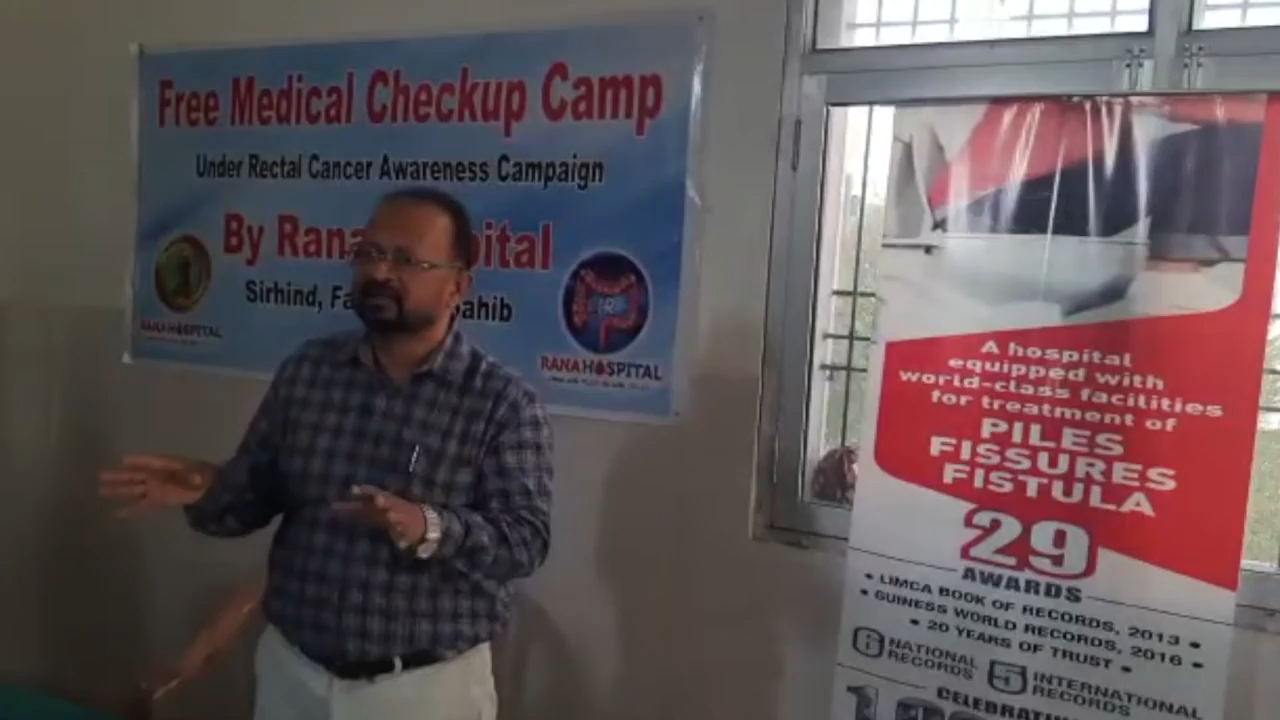 Free Medical Checkup Camp
Under Rectal Cancer Awareness Campaign
By Rana pital
Sirhind, Fa ahib
RANA HOSPITAL
RANA HOSPITAL
A hospital
equipped with
world-class facilities
for treatment of
PILES
FISSURES
FISTULA
29
AWARDS
• LIMCA BOOK OF RECORDS, 2013 •
• GUINESS WORLD RECORDS, 2016 •
• 20 YEARS OF TRUST •
6 NATIONAL RECORDS 5 INTERNATIONAL RECORDS